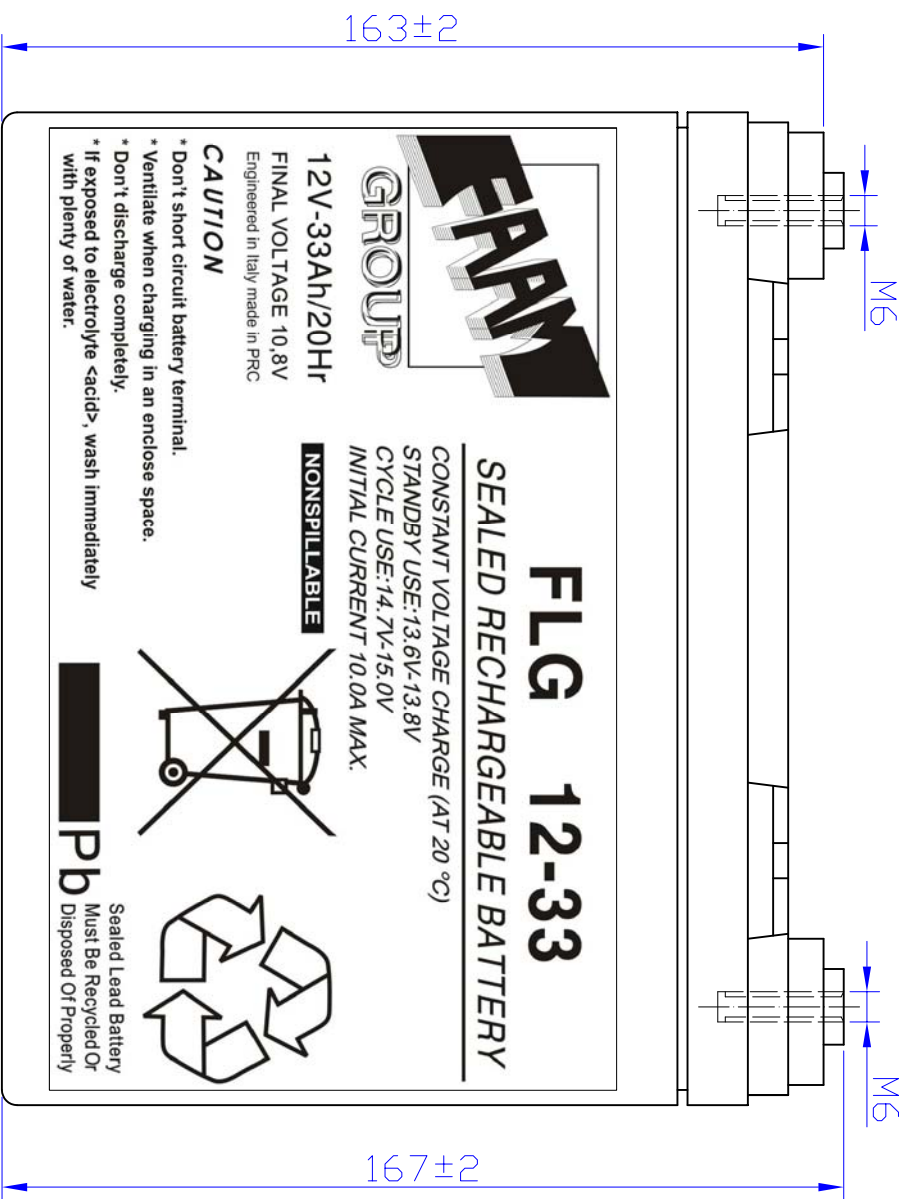 163±2
M6
M6
167±2
FAAM
GROUP
12V-33Ah/20Hr
FINAL VOLTAGE 10,8V
Engineered in Italy made in PRC
CAUTION
* Don't short circuit battery terminal.
* Ventilate when charging in an enclose space.
* Don't discharge completely.
* If exposed to electrolyte <acid>, wash immediately
with plenty of water.
FLG 12-33
SEALED RECHARGEABLE BATTERY
CONSTANT VOLTAGE CHARGE (AT 20 °C)
STANDBY USE:13.6V-13.8V
CYCLE USE:14.7V-15.0V
INITIAL CURRENT 10.0A MAX.
NONSPILLABLE
Pb
Sealed Lead Battery
Must Be Recycled Or
Disposed Of Properly